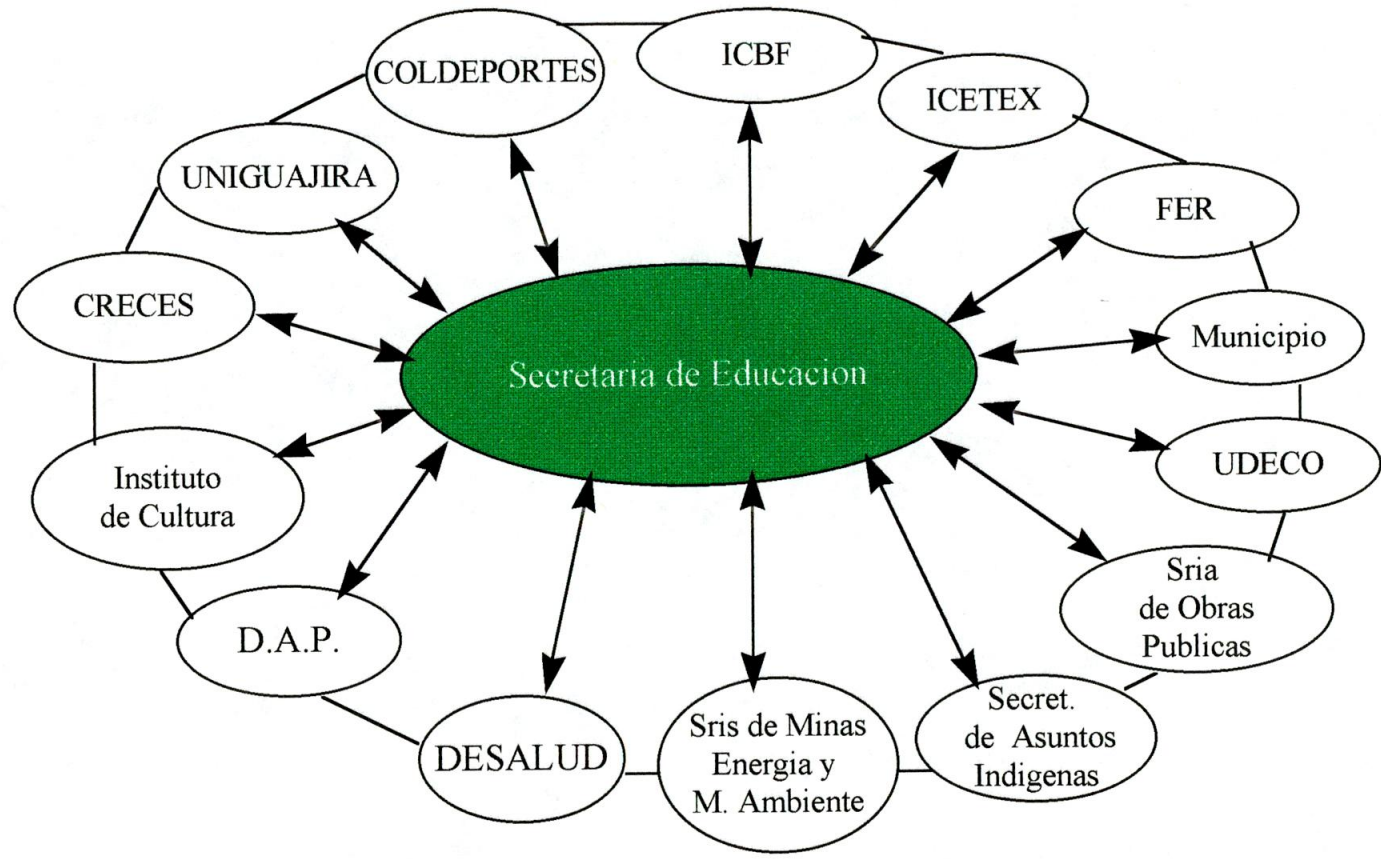 COLDEPORTES
ICBF
ICETEX
UNIGUAJIRA
FER
CRECES
Municipio
Secretaria de Educacion
UDECO
Instituto
de Cultura
Sria
de Obras
Publicas
D.A.P.
DESALUD
Sris de Minas
Energia y
M. Ambiente
Secret.
de Asuntos
Indigenas